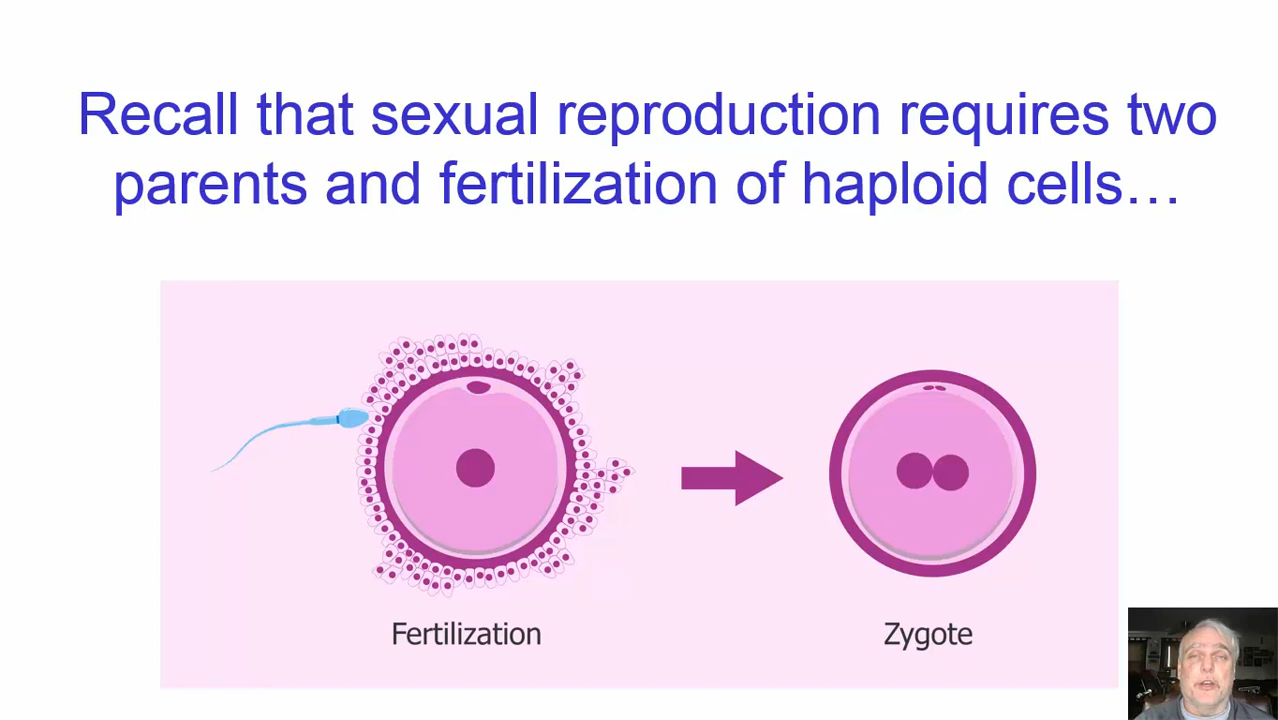 Recall that sexual reproduction requires two
parents and fertilization of haploid cells…
Fertilization
Zygote